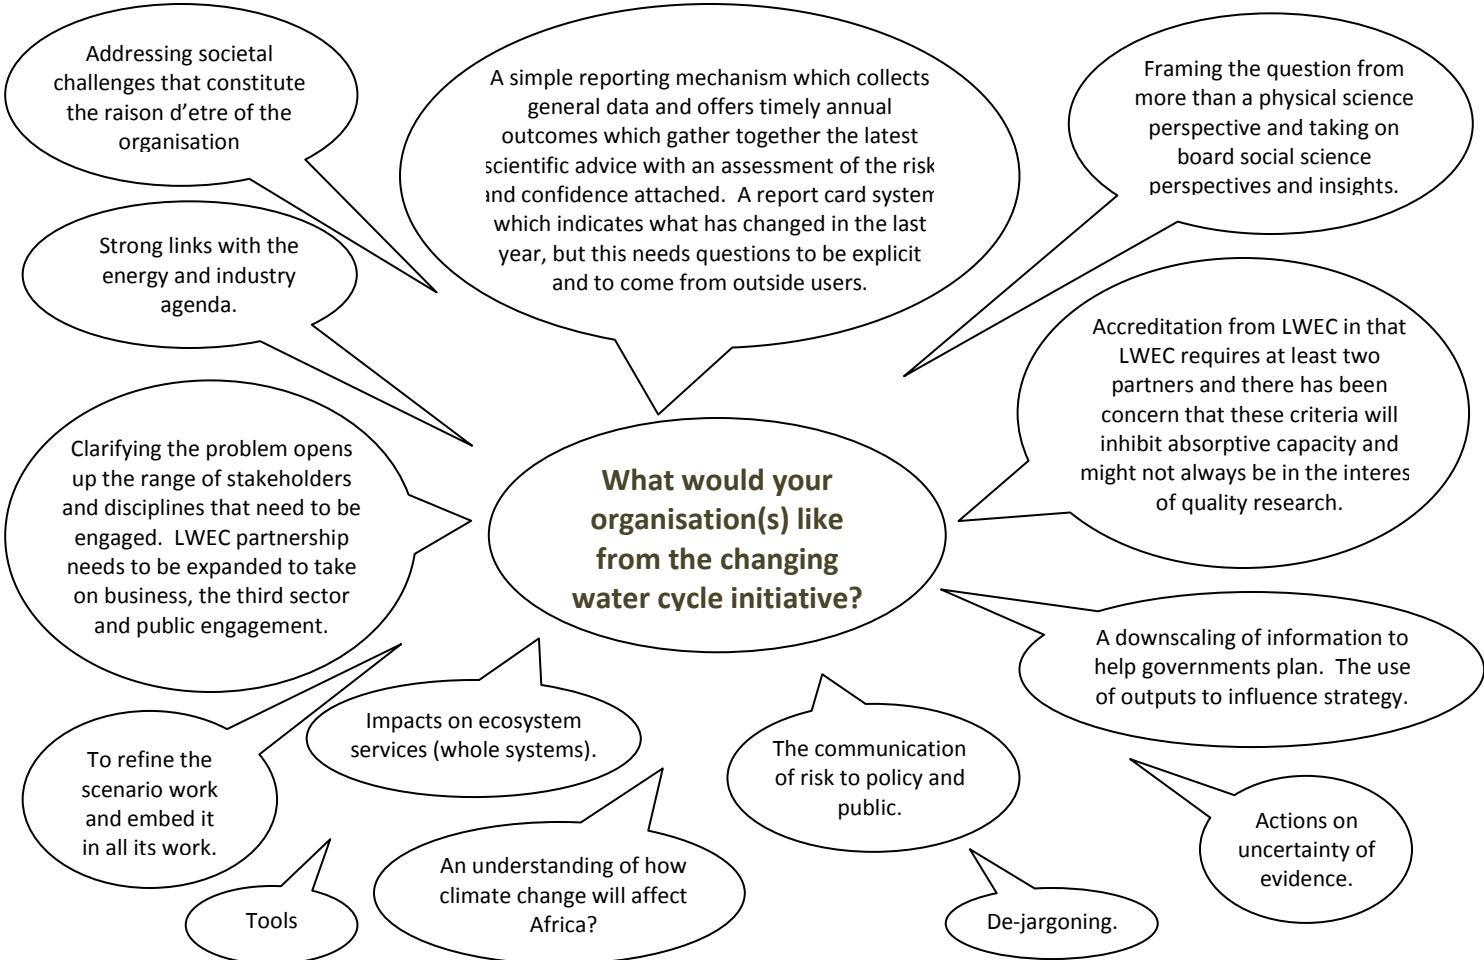 Addressing societal
challenges that constitute
the raison d'etre of the
organisation
A simple reporting mechanism which collects
general data and offers timely annual
outcomes which gather together the latest
scientific advice with an assessment of the risk
and confidence attached.  A report card system
which indicates what has changed in the last
year, but this needs questions to be explicit
and to come from outside users.
Framing the question from
more than a physical science
perspective and taking on
board social science
perspectives and insights.
Strong links with the
energy and industry
agenda.
Accreditation from LWEC in that
LWEC requires at least two
partners and there has been
concern that these criteria will
inhibit absorptive capacity and
might not always be in the interes
of quality research.
Clarifying the problem opens
up the range of stakeholders
and disciplines that need to be
engaged.  LWEC partnership
needs to be expanded to take
on business, the third sector
and public engagement.
What would your
organisation(s) like
from the changing
water cycle initiative?
A downscaling of information to
help governments plan.  The use
of outputs to influence strategy.
Impacts on ecosystem
services (whole systems).
The communication
of risk to policy and
public.
To refine the
scenario work
and embed it
in all its work.
Actions on
uncertainty of
evidence.
An understanding of how
climate change will affect
Africa?
Tools
De-jargoning.